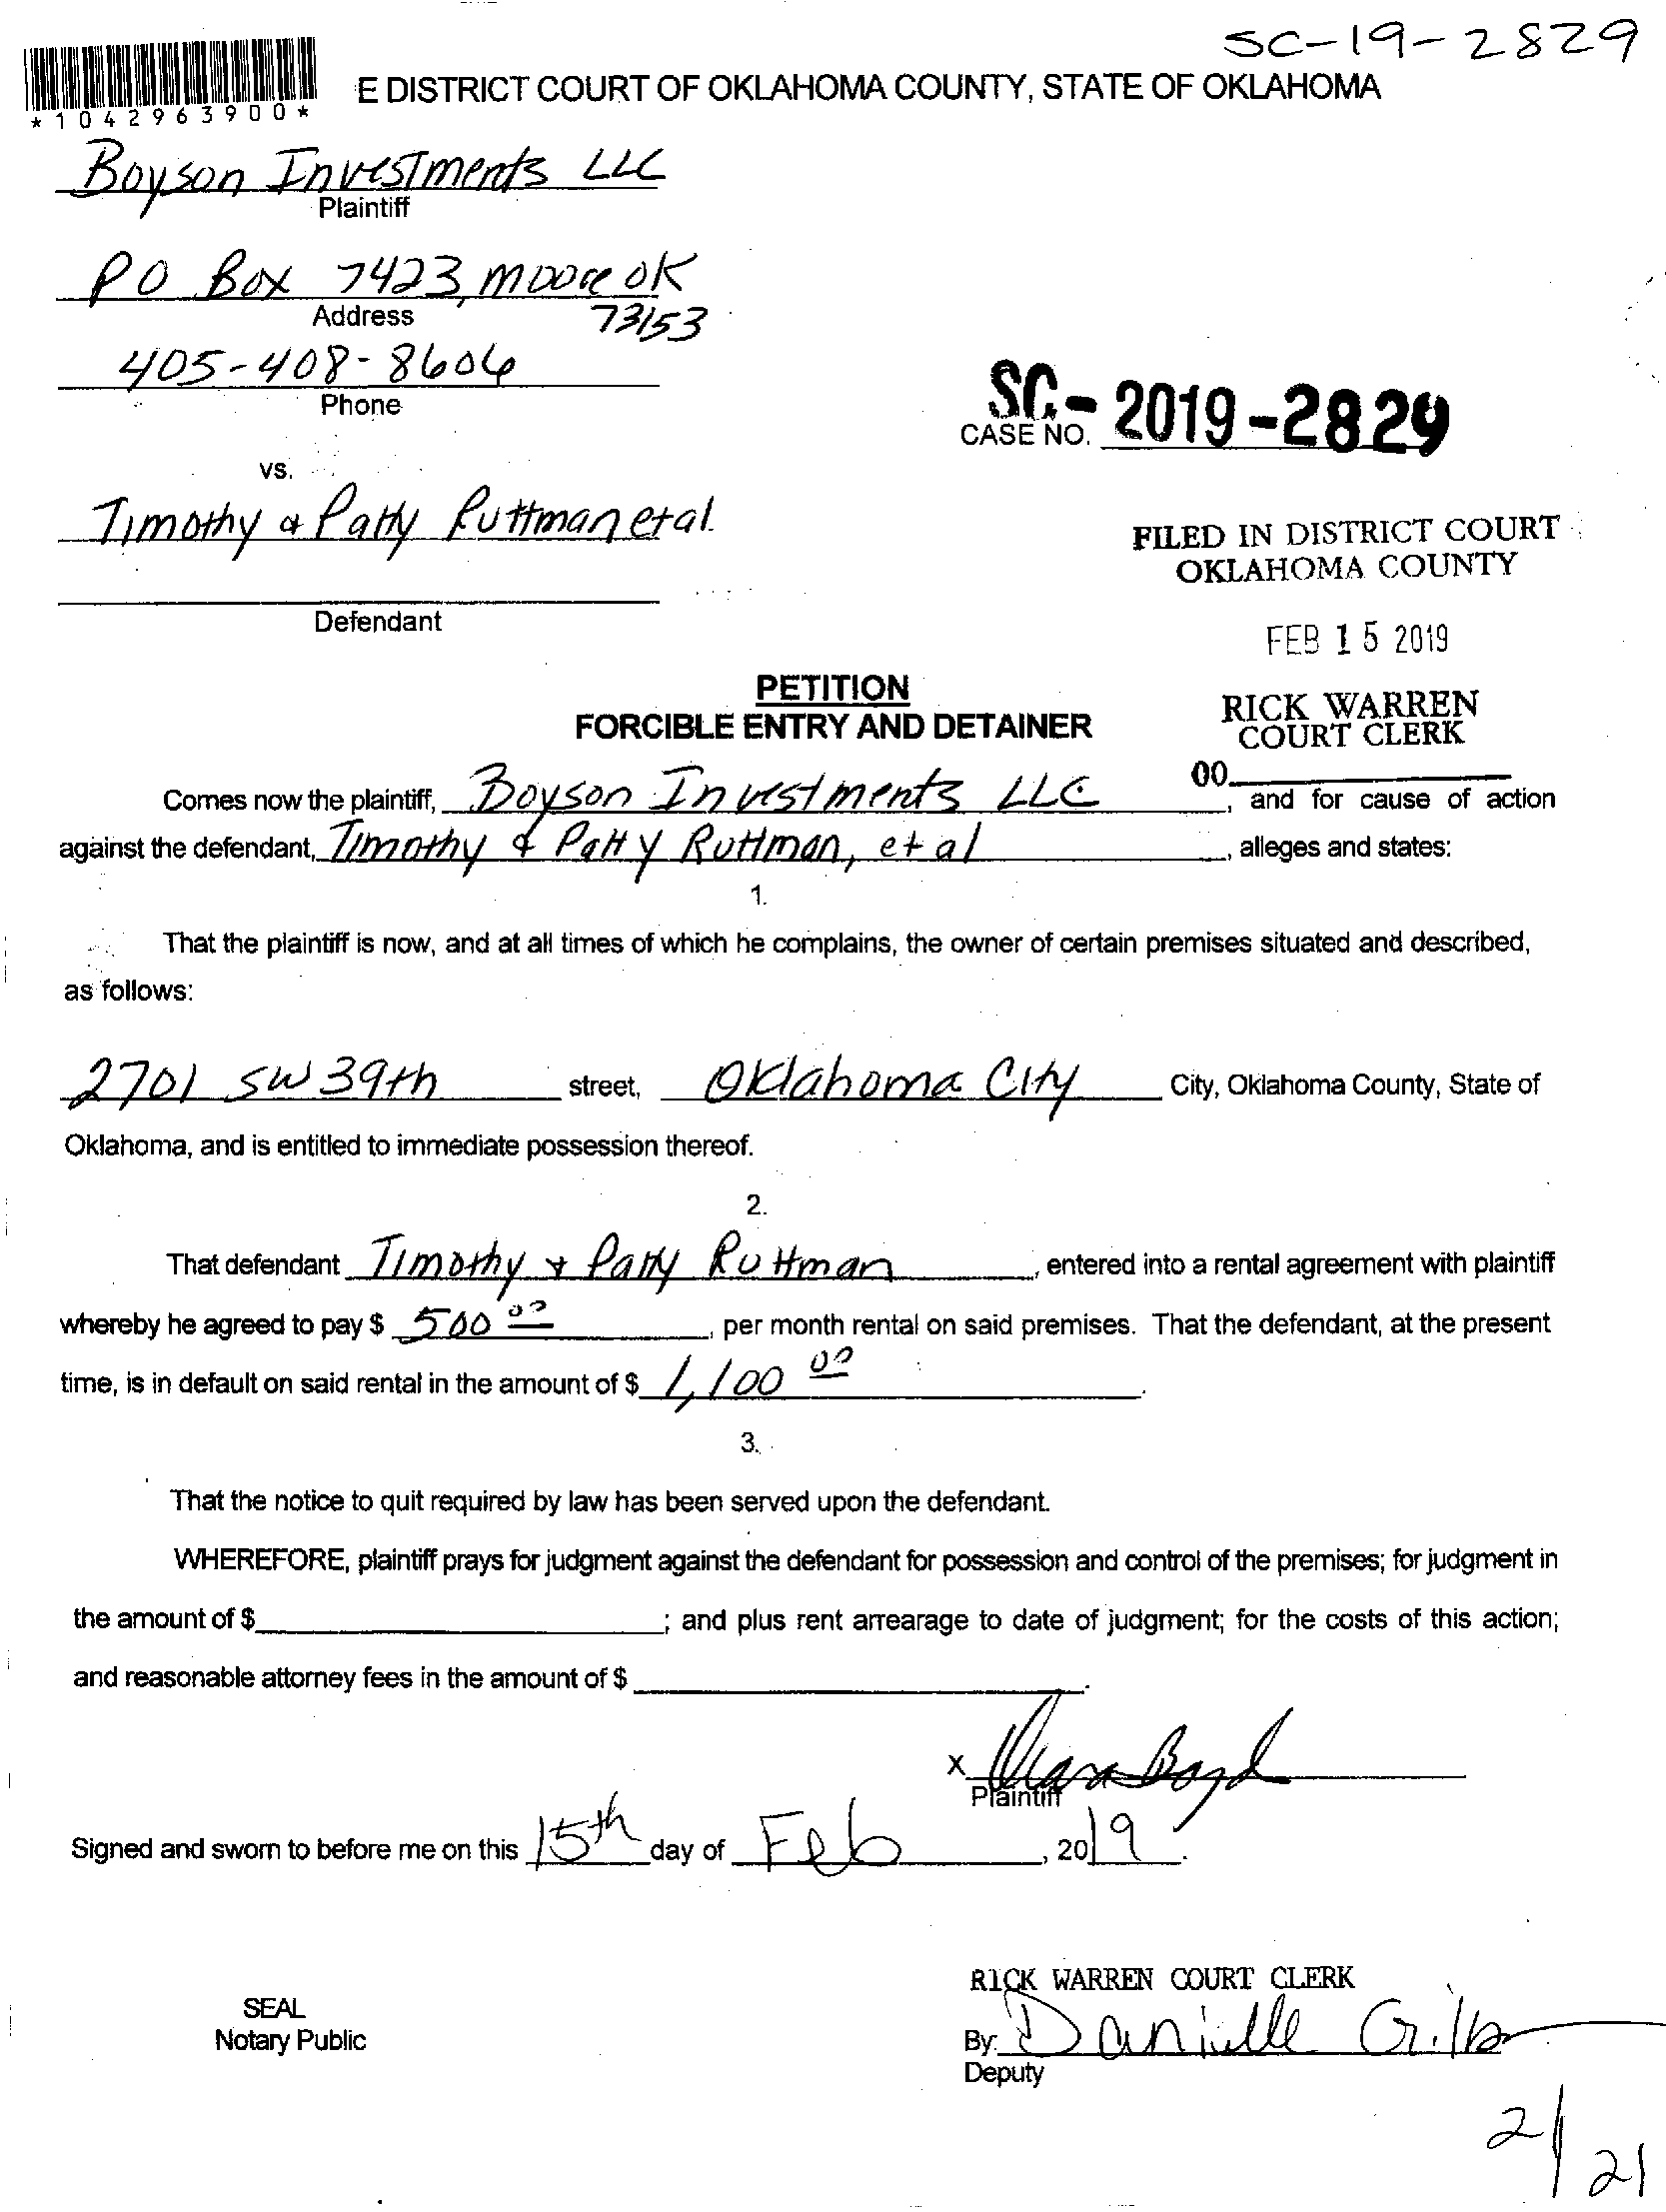 SC-19-2829
E DISTRICT COURT OF OKLAHOMA COUNTY, STATE OF OKLAHOMA
*1042963900*
Boyson Investments LLC
Plaintiff
PO Box 7423, Moore OK
Address 73153
405-408-8606
Phone
SC-2019-2829
CASE NO.
vs.
Timothy & Patty Ruttman et al.
FILED IN DISTRICT COURT
OKLAHOMA COUNTY
Defendant
FEB 15 2019
PETITION
FORCIBLE ENTRY AND DETAINER
RICK WARREN
COURT CLERK
00
Comes now the plaintiff, Boyson Investments LLC, and for cause of action
against the defendant, Timothy & Patty Ruttman, et al, alleges and states:
1.
That the plaintiff is now, and at all times of which he complains, the owner of certain premises situated and described,
as follows:
2701 SW 39th street, Oklahoma City City, Oklahoma County, State of
Oklahoma, and is entitled to immediate possession thereof.
2.
That defendant Timothy & Patty Ruttman, entered into a rental agreement with plaintiff
whereby he agreed to pay $ 500 00, per month rental on said premises. That the defendant, at the present
time, is in default on said rental in the amount of $ 1,100 00.
3.
That the notice to quit required by law has been served upon the defendant.
WHEREFORE, plaintiff prays for judgment against the defendant for possession and control of the premises; for judgment in
the amount of $ ; and plus rent arrearage to date of judgment; for the costs of this action;
and reasonable attorney fees in the amount of $ .
X Boyd
Plaintiff
Signed and sworn to before me on this 15th day of Feb, 2019.
RICK WARREN COURT CLERK
SEAL
Notary Public
By: Danielle
Deputy
2/21